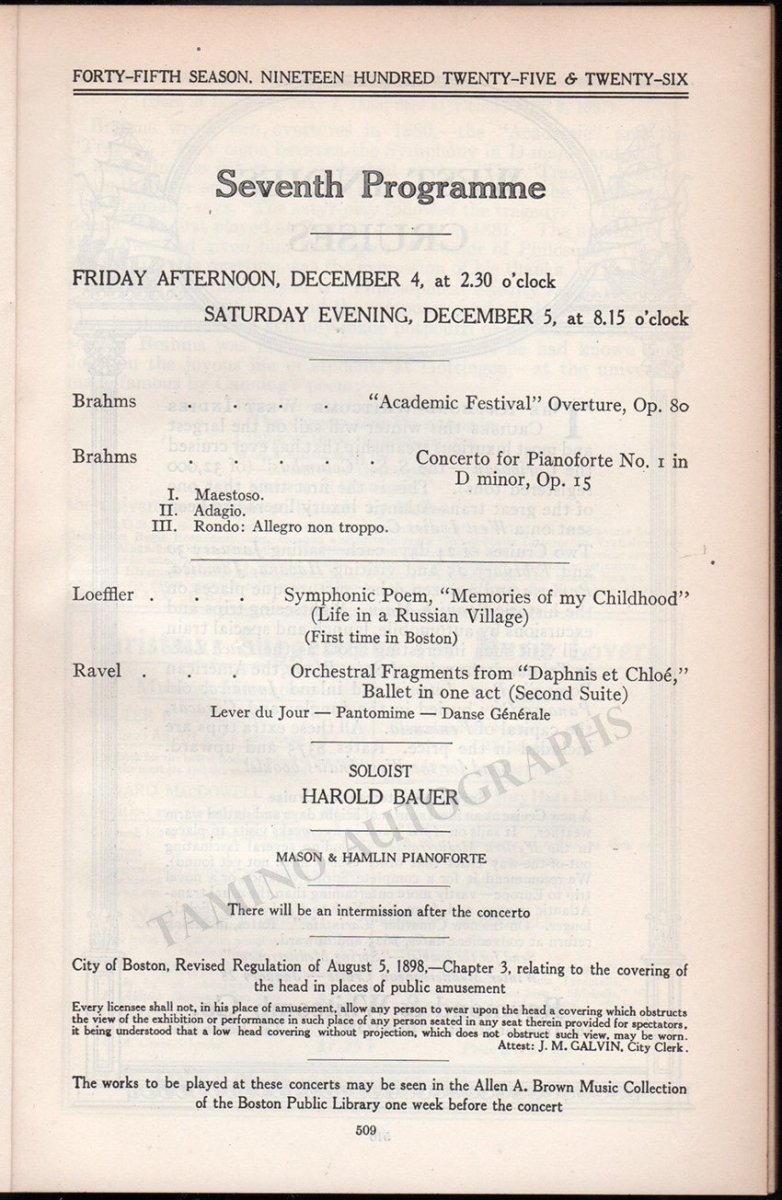 FORTY-FIFTH SEASON, NINETEEN HUNDRED TWENTY-FIVE & TWENTY-SIX
Seventh Programme
FRIDAY AFTERNOON, DECEMBER 4, at 2.30 o'clock
SATURDAY EVENING, DECEMBER 5, at 8.15 o'clock
Brahms . . . . "Academic Festival" Overture, Op. 80
Brahms . . . . . Concerto for Pianoforte No. 1 in
D minor, Op. 15
I. Maestoso.
II. Adagio.
III. Rondo: Allegro non troppo.
Loeffler . . . Symphonic Poem, "Memories of my Childhood"
(Life in a Russian Village)
(First time in Boston)
Ravel . . . Orchestral Fragments from "Daphnis et Chloé,"
Ballet in one act (Second Suite)
Lever du Jour — Pantomime — Danse Générale
SOLOIST
HAROLD BAUER
MASON & HAMLIN PIANOFORTE
TAMINO AUTOGRAPHS
There will be an intermission after the concerto
City of Boston, Revised Regulation of August 5, 1898,—Chapter 3, relating to the covering of
the head in places of public amusement
Every licensee shall not, in his place of amusement, allow any person to wear upon the head a covering which obstructs
the view of the exhibition or performance in such place of any person seated in any seat therein provided for spectators,
it being understood that a low head covering without projection, which does not obstruct such view, may be worn.
Attest: J. M. GALVIN, City Clerk.
The works to be played at these concerts may be seen in the Allen A. Brown Music Collection
of the Boston Public Library one week before the concert
509